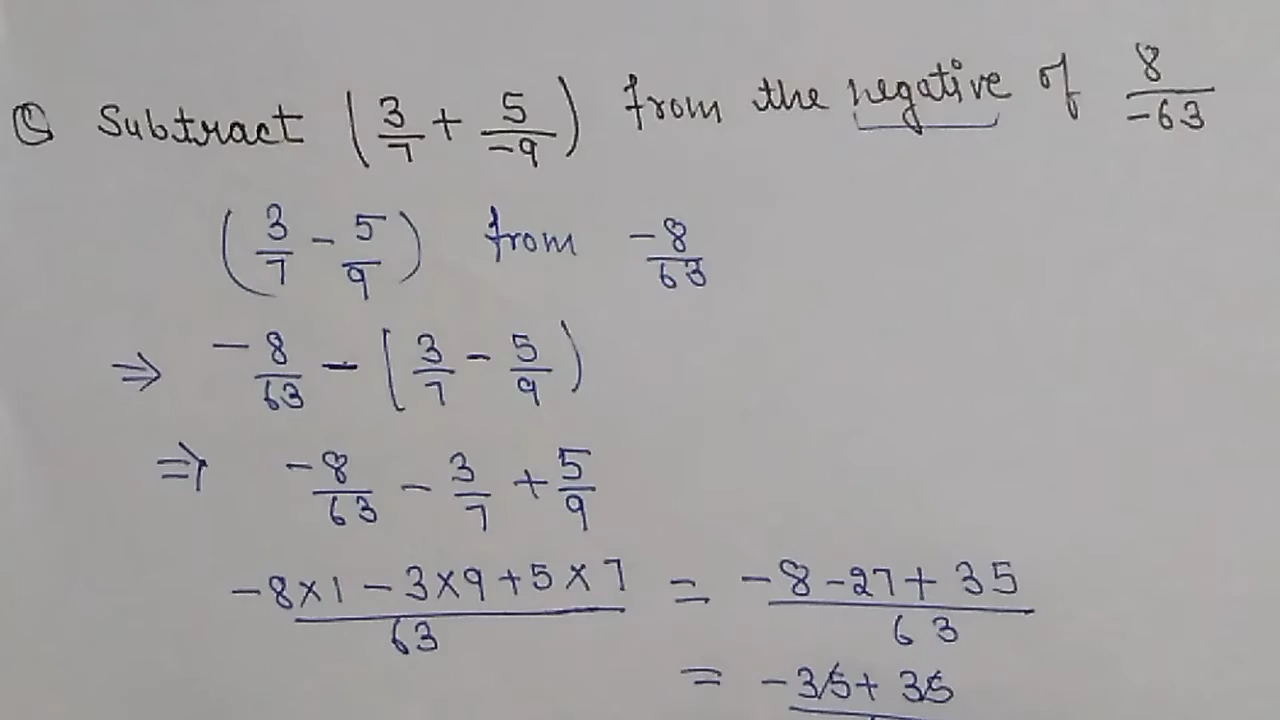 Q Subtract (3/7 + 5/-9) from the negative of 8/-63
(3/7 - 5/9) from -8/63
⇒ -8/63 - (3/7 - 5/9)
⇒ -8/63 - 3/7 + 5/9
-8×1 - 3×9 + 5×7 / 63 = -8 - 27 + 35 / 63
= -35 + 35